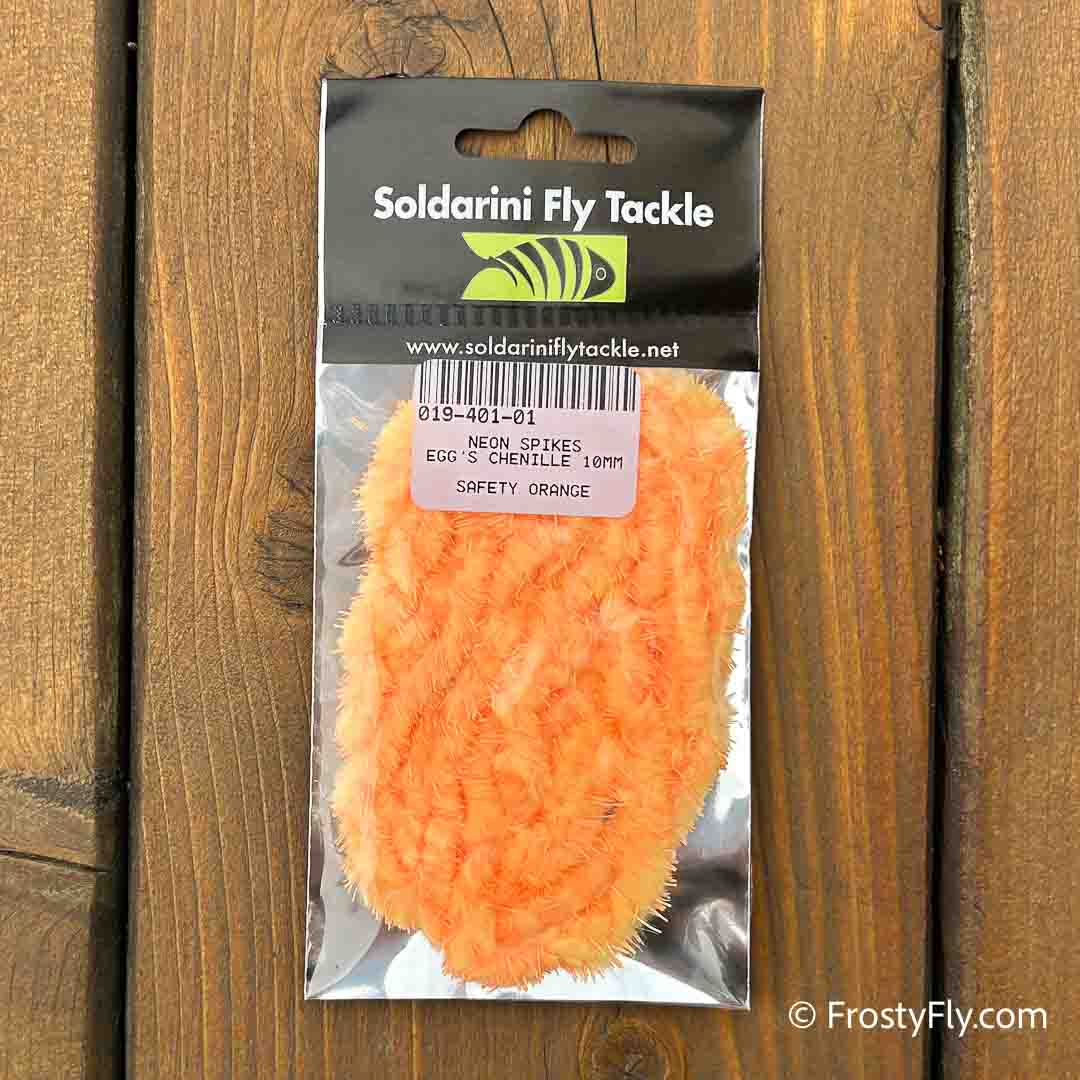 Soldarini Fly Tackle
www.soldariniflytackle.net
019-401-01
NEON SPIKES
EGG'S CHENILLE 10MM
SAFETY ORANGE
© FrostyFly.com